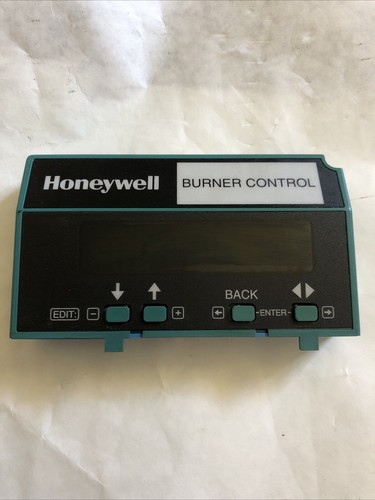 Honeywell BURNER CONTROL
↓ ↑ BACK ◀▶
EDIT: - + ← -ENTER- →